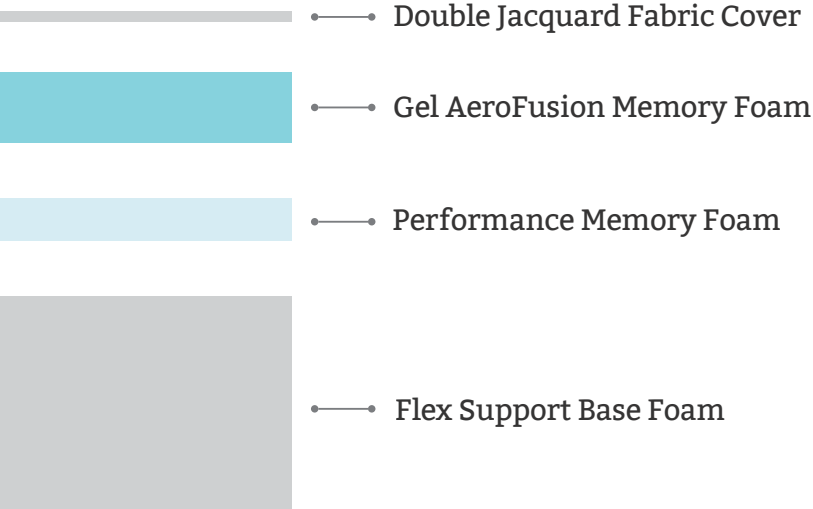 Double Jacquard Fabric Cover
Gel AeroFusion Memory Foam
Performance Memory Foam
Flex Support Base Foam